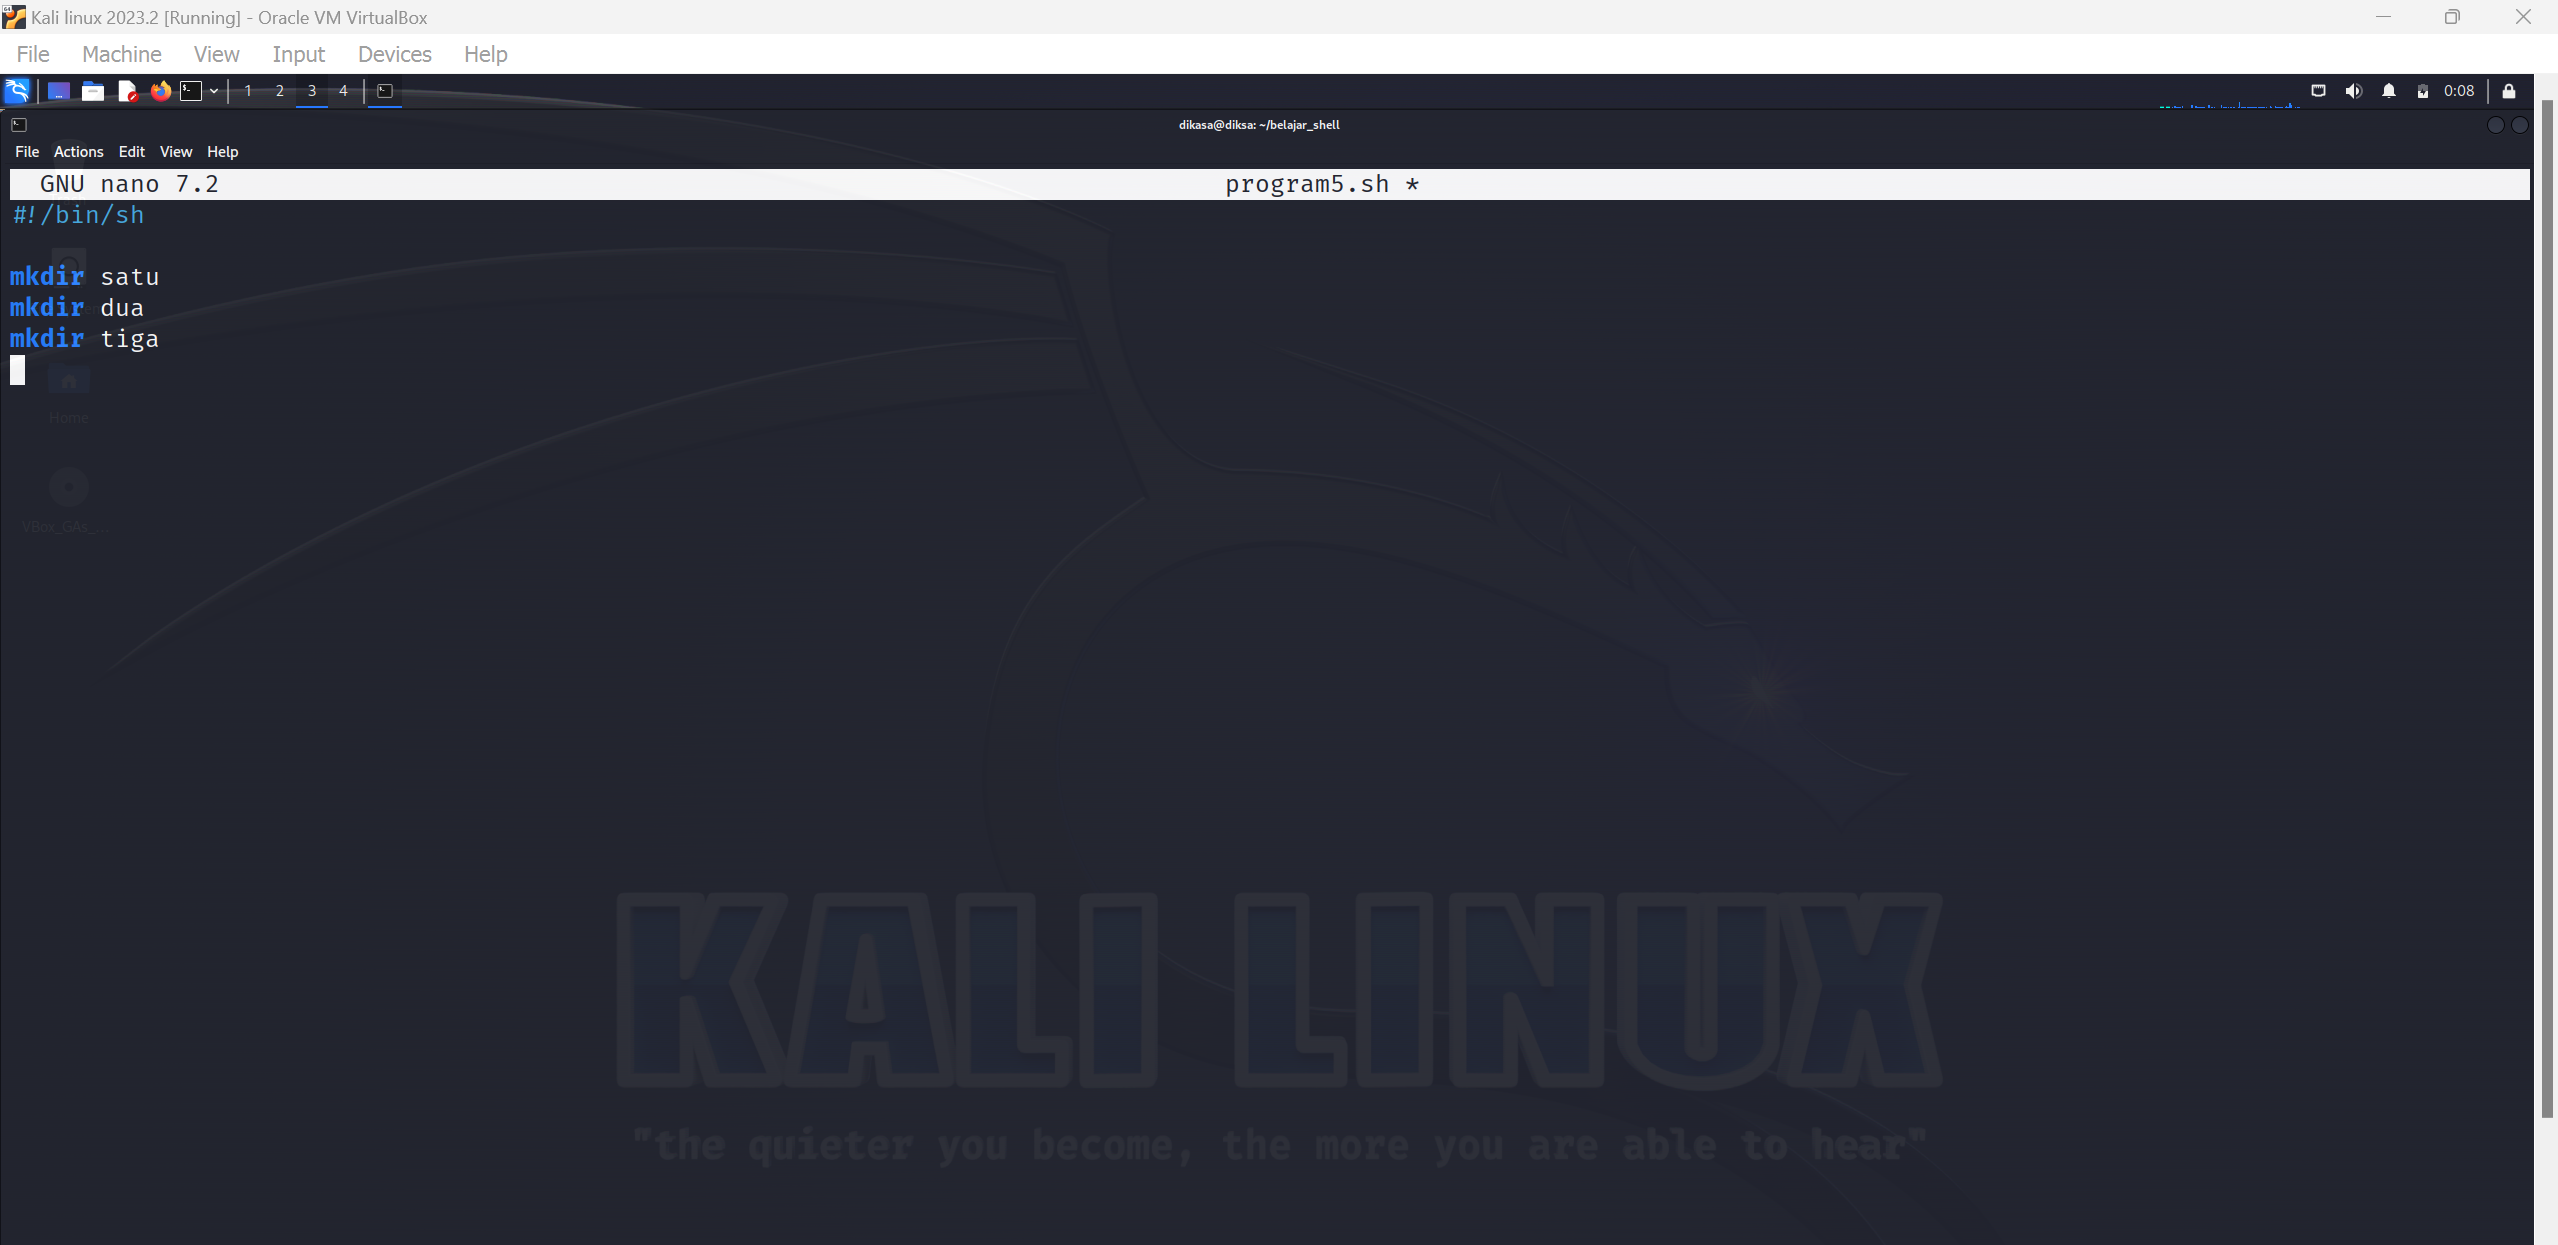 Kali linux 2023.2 [Running] - Oracle VM VirtualBox
File Machine View Input Devices Help
1 2 3 4 0:08
dikasa@diksa: ~/belajar_shell
File Actions Edit View Help
GNU nano 7.2 program5.sh *
#!/bin/sh
mkdir satu
mkdir dua
mkdir tiga
Home
VBox_GAs_...
KALI LINUX
"the quieter you become, the more you are able to hear"